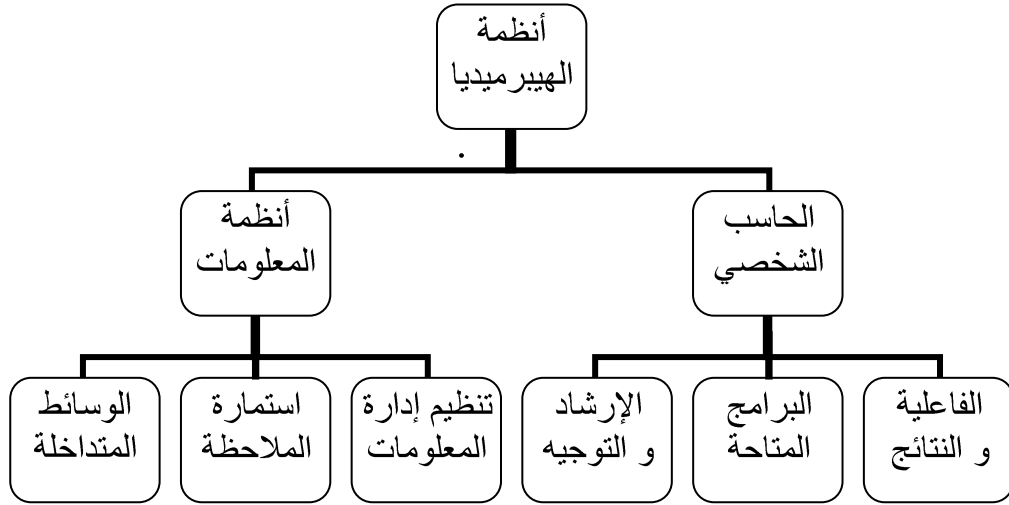 أنظمة
الهيبرميديا
الحاسب
الشخصي
أنظمة
المعلومات
الفاعلية
و النتائج
البرامج
المتاحة
الإرشاد
و التوجيه
تنظيم إدارة
المعلومات
استمارة
الملاحظة
الوسائط
المتداخلة